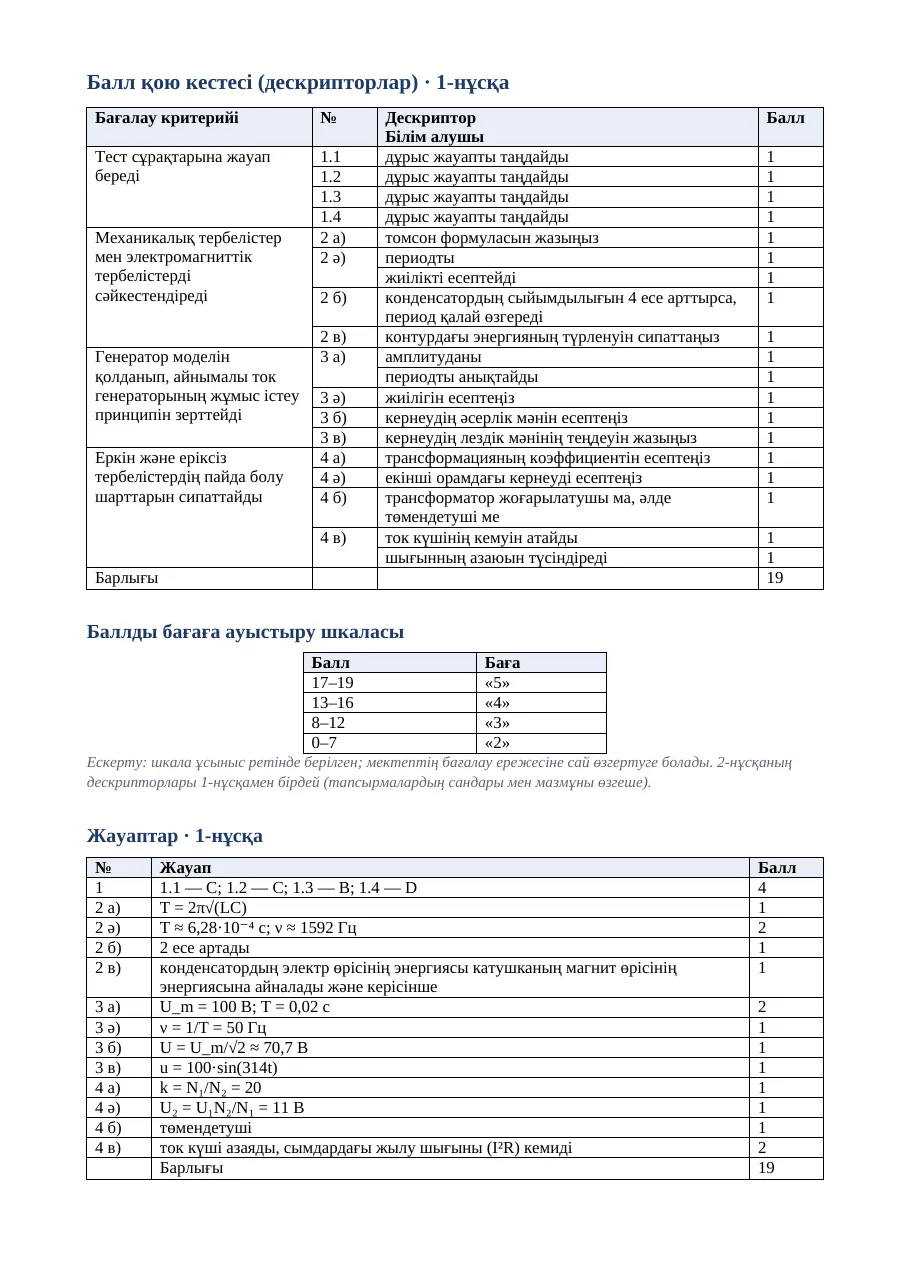 Балл қою кестесі (дескрипторлар) · 1-нұсқа
Бағалау критерийі № Дескриптор Балл
Білім алушы
Тест сұрақтарына жауап 1.1 дұрыс жауапты таңдайды 1
береді 1.2 дұрыс жауапты таңдайды 1
1.3 дұрыс жауапты таңдайды 1
1.4 дұрыс жауапты таңдайды 1
Механикалық тербелістер 2 а) томсон формуласын жазыңыз 1
мен электромагниттік 2 ә) периодты 1
тербелістерді жиілікті есептейді 1
сәйкестендіреді 2 б) конденсатордың сыйымдылығын 4 есе арттырса, 1
период қалай өзгереді
2 в) контурдағы энергияның түрленуін сипаттаңыз 1
Генератор моделін 3 а) амплитуданы 1
қолданып, айнымалы ток периодты анықтайды 1
генераторының жұмыс істеу 3 ә) жиілігін есептеңіз 1
принципін зерттейді 3 б) кернеудің әсерлік мәнін есептеңіз 1
3 в) кернеудің лездік мәнінің теңдеуін жазыңыз 1
Еркін және еріксіз 4 а) трансформацияның коэффициентін есептеңіз 1
тербелістердің пайда болу 4 ә) екінші орамдағы кернеуді есептеңіз 1
шарттарын сипаттайды 4 б) трансформатор жоғарылатушы ма, әлде 1
төмендетуші ме
4 в) ток күшінің кемуін атайды 1
шығынның азаюын түсіндіреді 1
Барлығы 19
Баллды бағаға ауыстыру шкаласы
Балл Баға
17–19 «5»
13–16 «4»
8–12 «3»
0–7 «2»
Ескерту: шкала ұсыныс ретінде берілген; мектептің бағалау ережесіне сай өзгертуге болады. 2-нұсқаның
дескрипторлары 1-нұсқамен бірдей (тапсырмалардың сандары мен мазмұны өзгеше).
Жауаптар · 1-нұсқа
№ Жауап Балл
1 1.1 — C; 1.2 — C; 1.3 — B; 1.4 — D 4
2 а) T = 2π√(LC) 1
2 ә) T ≈ 6,28·10⁻⁴ с; ν ≈ 1592 Гц 2
2 б) 2 есе артады 1
2 в) конденсатордың электр өрісінің энергиясы катушканың магнит өрісінің 1
энергиясына айналады және керісінше
3 а) U_m = 100 В; T = 0,02 с 2
3 ә) ν = 1/T = 50 Гц 1
3 б) U = U_m/√2 ≈ 70,7 В 1
3 в) u = 100·sin(314t) 1
4 а) k = N₁/N₂ = 20 1
4 ә) U₂ = U₁N₂/N₁ = 11 В 1
4 б) төмендетуші 1
4 в) ток күші азаяды, сымдардағы жылу шығыны (I²R) кемиді 2
Барлығы 19